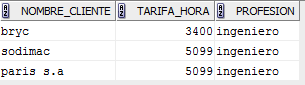 NOMBRE_CLIENTE TARIFA_HORA PROFESION
bryc 3400 ingeniero
sodimac 5099 ingeniero
paris s.a 5099 ingeniero